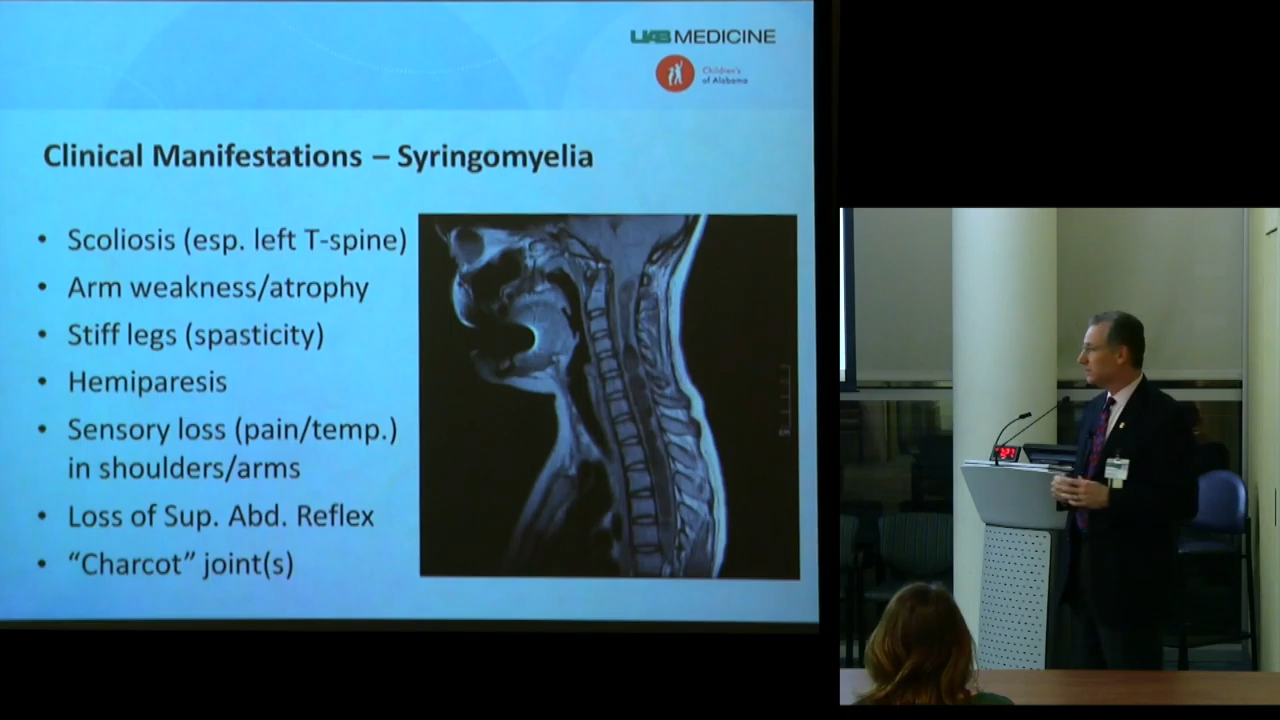 UAB MEDICINE
Children's
of Alabama
Clinical Manifestations – Syringomyelia
• Scoliosis (esp. left T-spine)
• Arm weakness/atrophy
• Stiff legs (spasticity)
• Hemiparesis
• Sensory loss (pain/temp.)
in shoulders/arms
• Loss of Sup. Abd. Reflex
• “Charcot” joint(s)